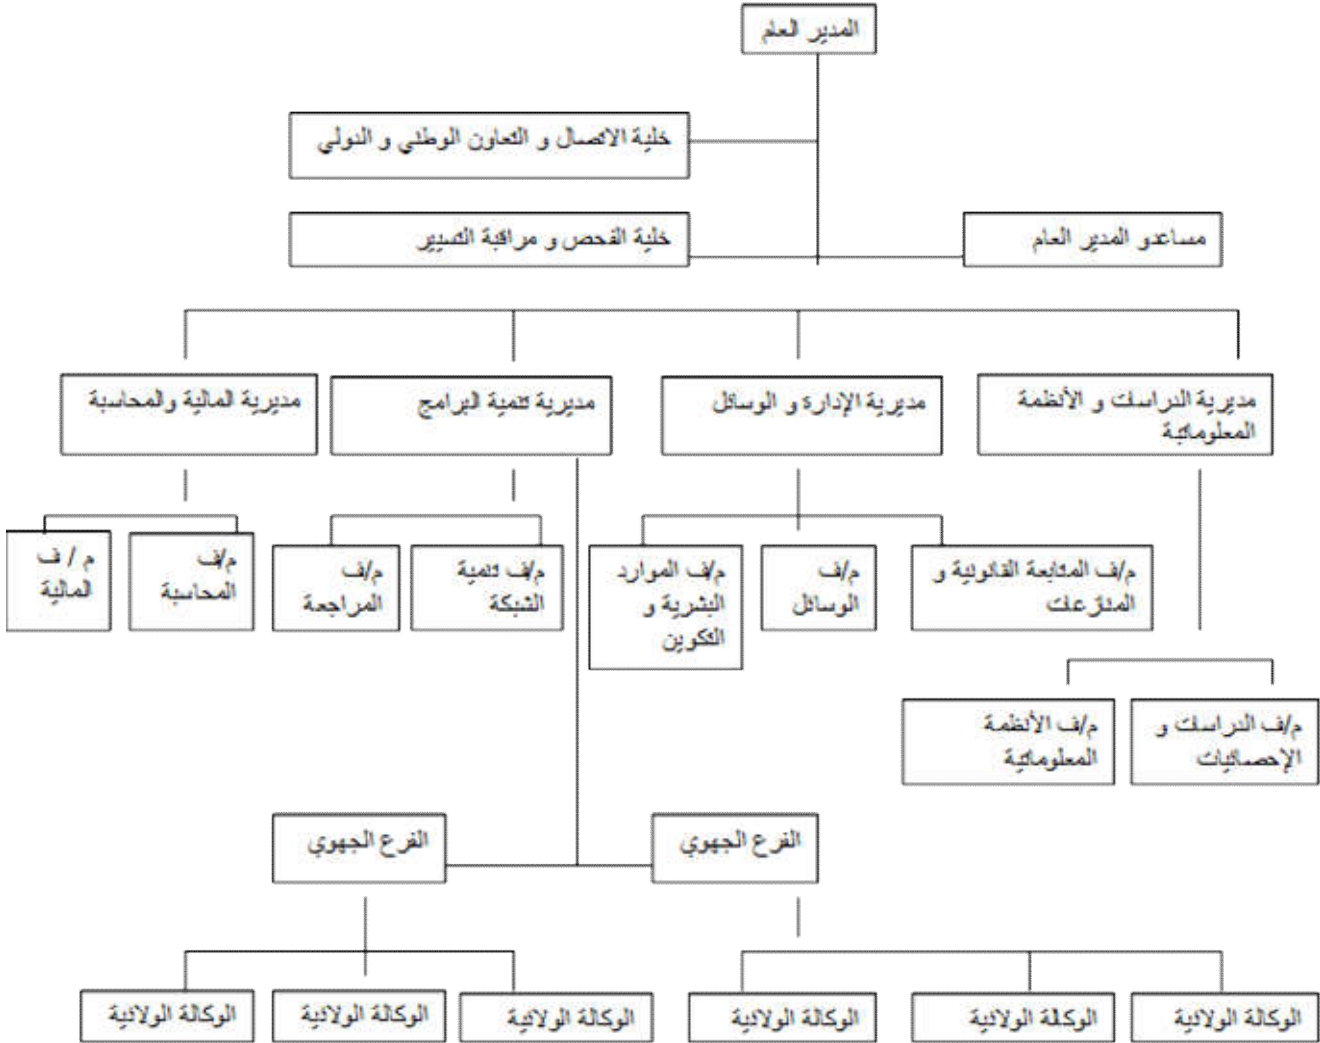 المدير العام
خلية الاتصال و التعاون الوطني و الدولي
مساعدو المدير العام
خلية الفحص و مراقبة التسيير
مديرية الدراسات و الأنظمة
المعلوماتية
مديرية الإدارة و الوسائل
مديرية تنمية البرامج
مديرية المالية والمحاسبة
م/ف المتابعة القانونية و
المنازعات
م/ف
الوسائل
م/ف الموارد
البشرية و
التكوين
م/ف تنمية
الشبكة
م/ف
المراجعة
م/ف
المحاسبة
م / ف
المالية
م/ف الدراسات و
الإحصائيات
م/ف الأنظمة
المعلوماتية
الفرع الجهوي
الفرع الجهوي
الوكالة الولائية
الوكالة الولائية
الوكالة الولائية
الوكالة الولائية
الوكالة الولائية
الوكالة الولائية